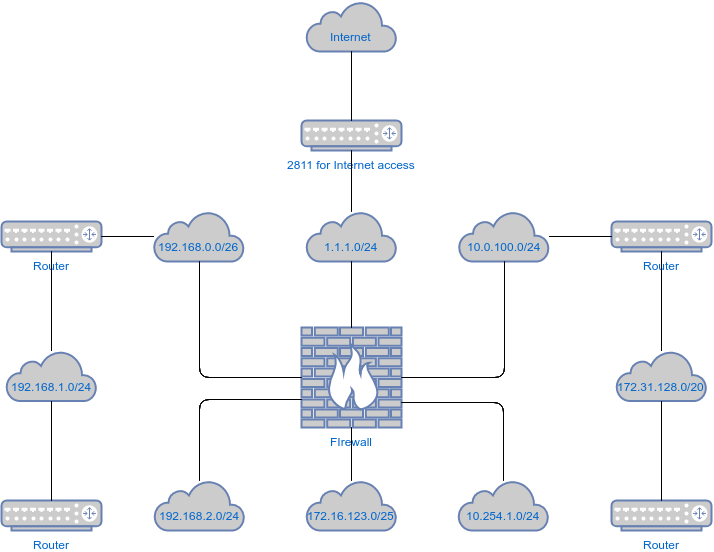 Internet
2811 for Internet access
192.168.0.0/26
1.1.1.0/24
10.0.100.0/24
Router
Router
192.168.1.0/24
172.31.128.0/20
FIrewall
192.168.2.0/24
172.16.123.0/25
10.254.1.0/24
Router
Router